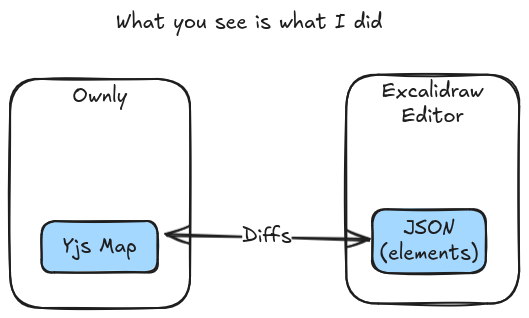 What you see is what I did
Ownly
Excalidraw
Editor
Yjs Map
Diffs
JSON
(elements)